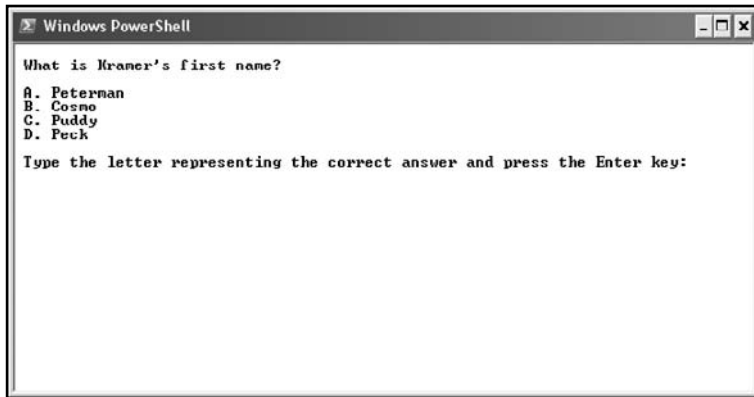 Windows PowerShell
What is Kramer's first name?
A. Peterman
B. Cosmo
C. Puddy
D. Peck
Type the letter representing the correct answer and press the Enter key: